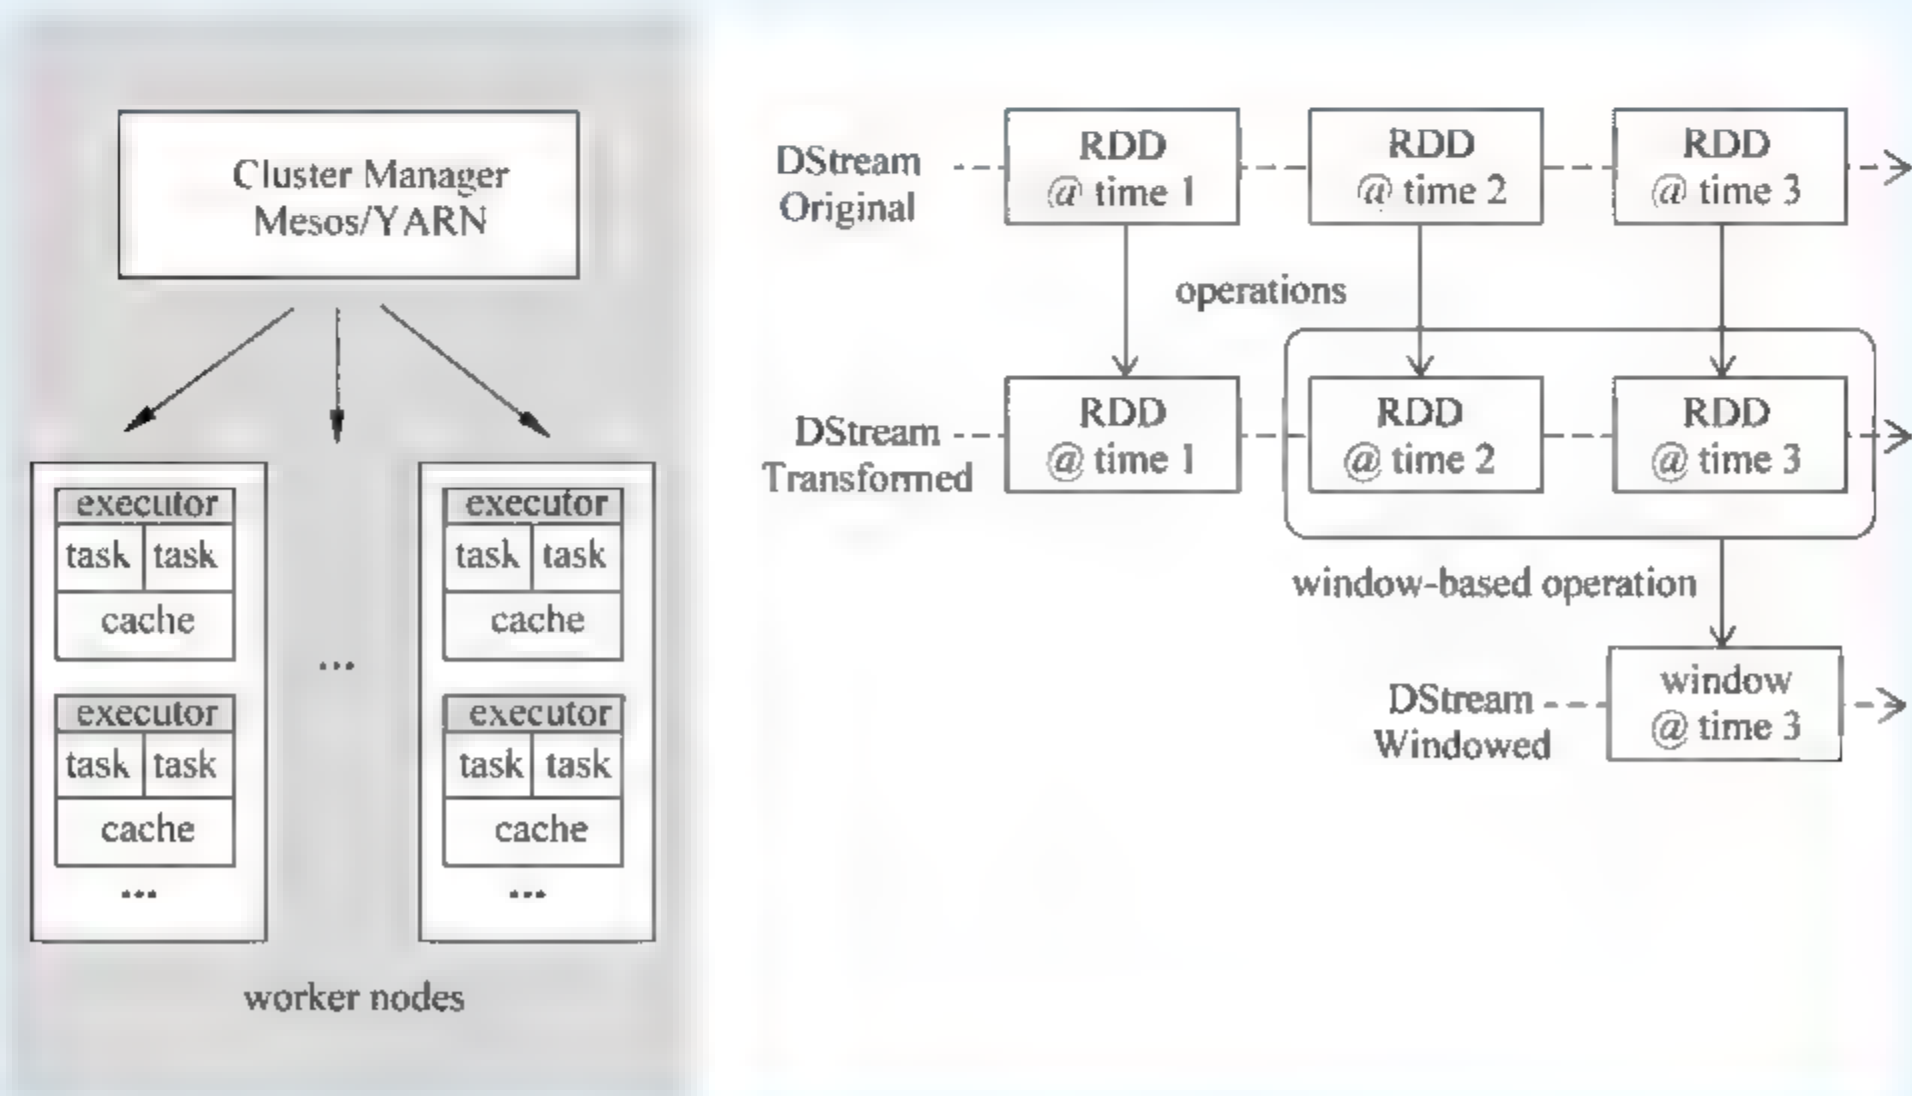 Cluster Manager
Mesos/YARN
executor
task task
cache
executor
task task
cache
...
...
executor
task task
cache
executor
task task
cache
...
worker nodes
DStream
Original
RDD
@ time 1
RDD
@ time 2
RDD
@ time 3
operations
DStream
Transformed
RDD
@ time 1
RDD
@ time 2
RDD
@ time 3
window-based operation
DStream
Windowed
window
@ time 3